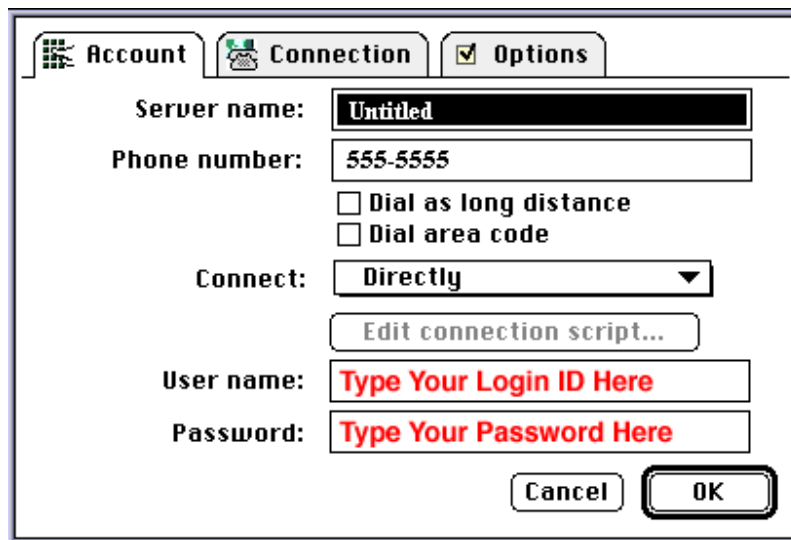 Account Connection Options
Server name: Untitled
Phone number: 555-5555
Dial as long distance
Dial area code
Connect: Directly
Edit connection script...
User name: Type Your Login ID Here
Password: Type Your Password Here
Cancel OK